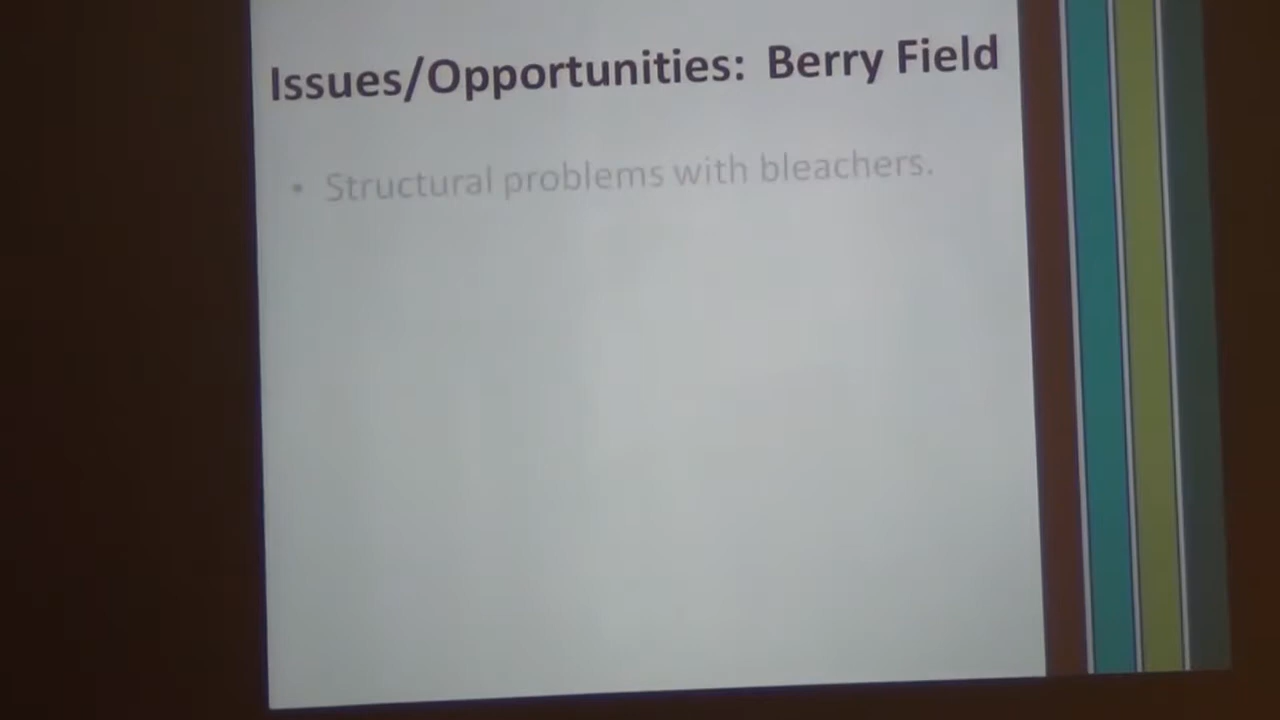 Issues/Opportunities: Berry Field
• Structural problems with bleachers.